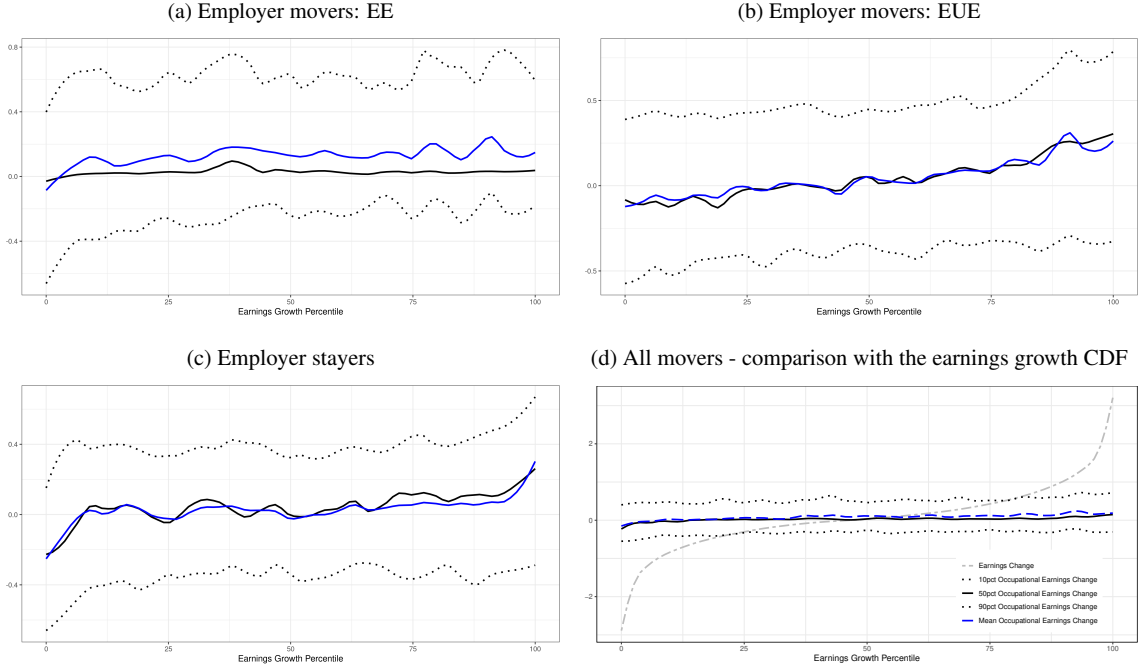 (a) Employer movers: EE
0.8
0.4
0.0
-0.4
0
25
50
75
100
Earnings Growth Percentile
(b) Employer movers: EUE
0.5
0.0
-0.5
0
25
50
75
100
Earnings Growth Percentile
(c) Employer stayers
0.4
0.0
-0.4
0
25
50
75
100
Earnings Growth Percentile
(d) All movers - comparison with the earnings growth CDF
2
0
−2
Earnings Change
10pct Occupational Earnings Change
50pct Occupational Earnings Change
90pct Occupational Earnings Change
Mean Occupational Earnings Change
0
25
50
75
100
Earnings Growth Percentile